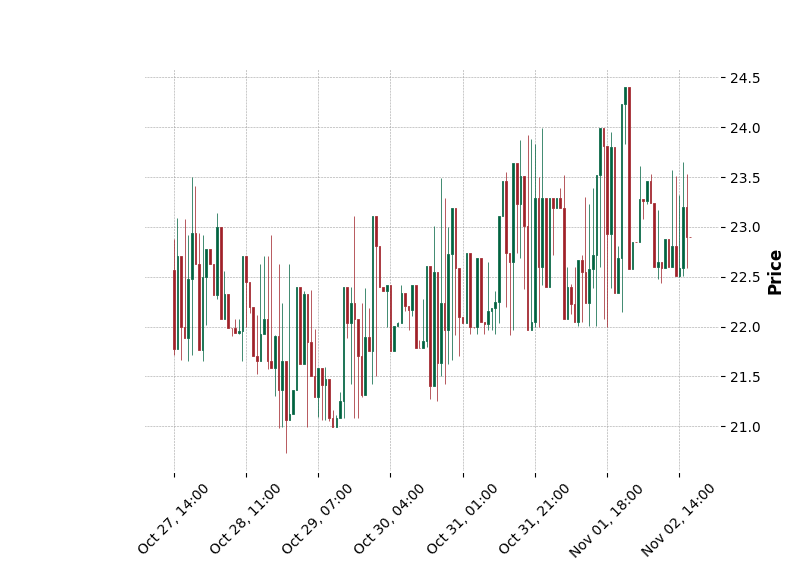 24.5
24.0
23.5
23.0
22.5
22.0
21.5
21.0
Price
Oct 27, 14:00
Oct 28, 11:00
Oct 29, 07:00
Oct 30, 04:00
Oct 31, 01:00
Oct 31, 21:00
Nov 01, 18:00
Nov 02, 14:00